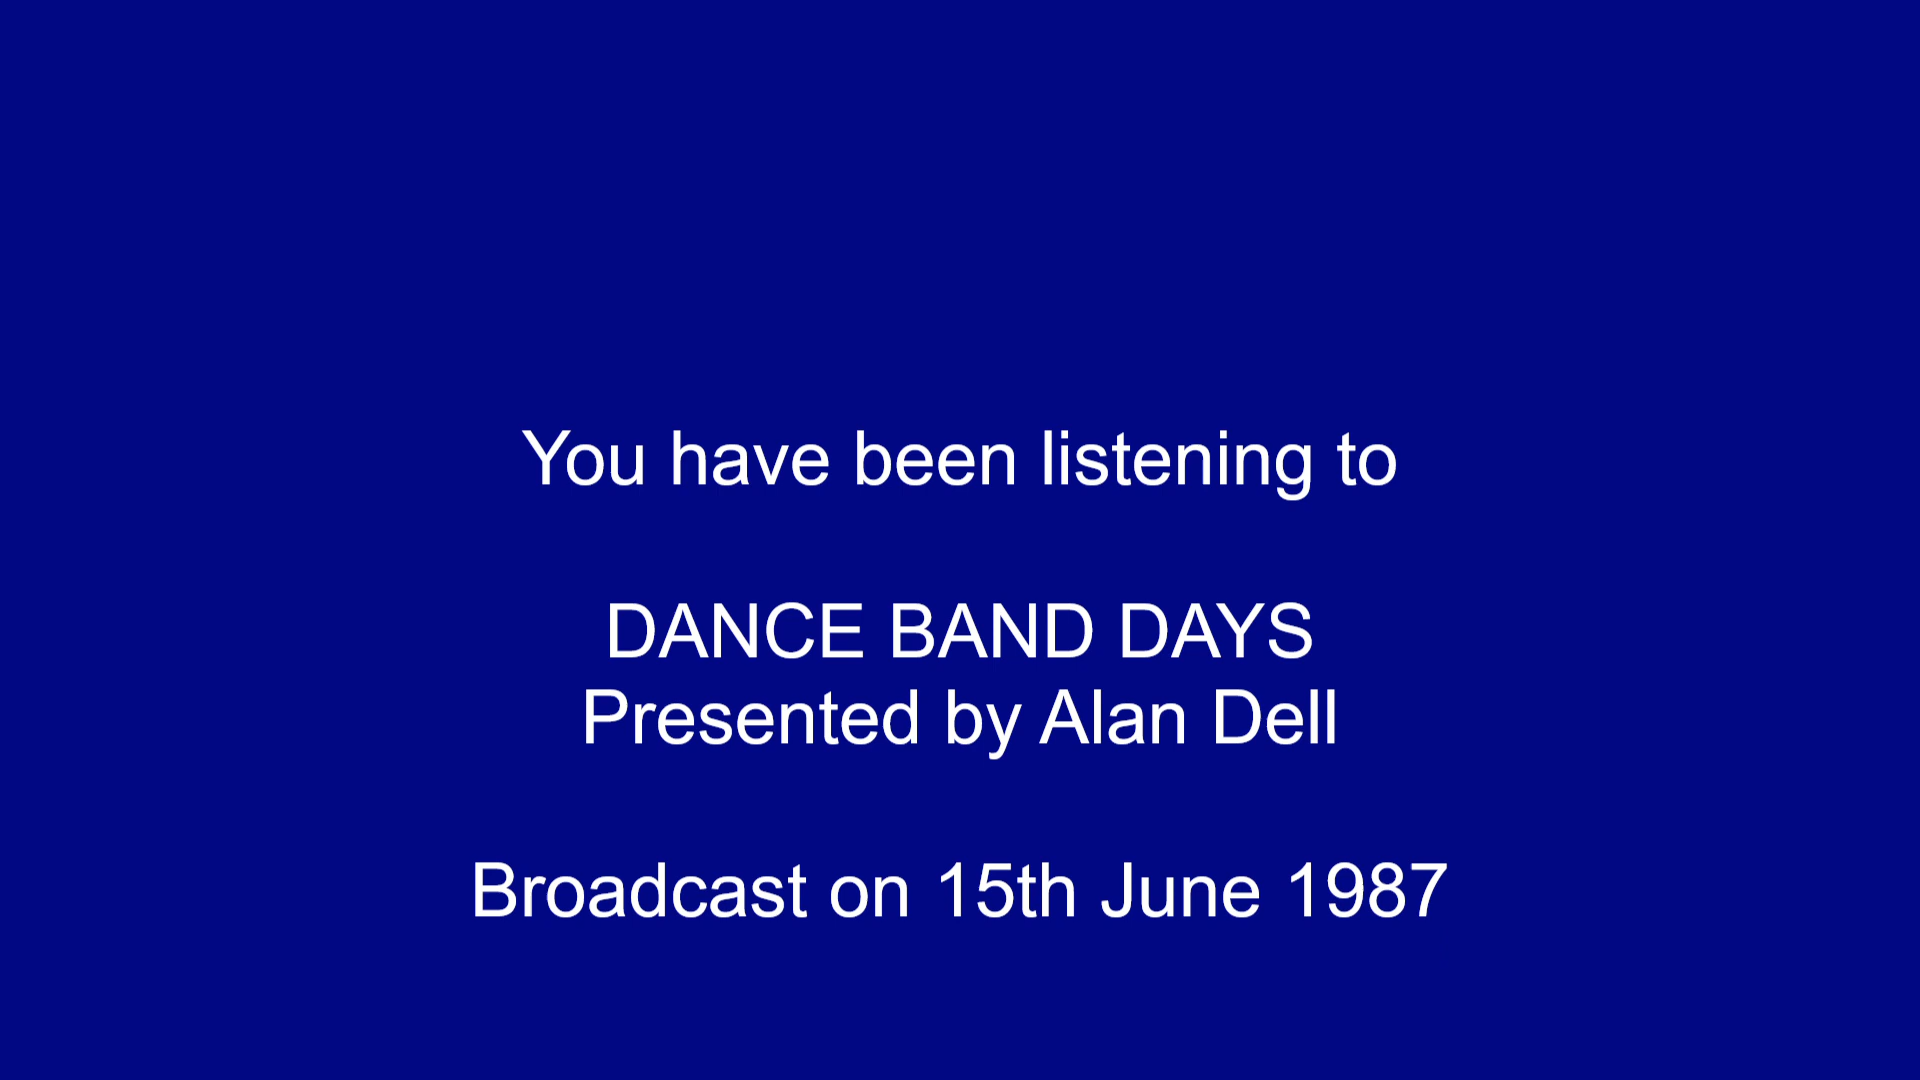 You have been listening to
DANCE BAND DAYS
Presented by Alan Dell
Broadcast on 15th June 1987